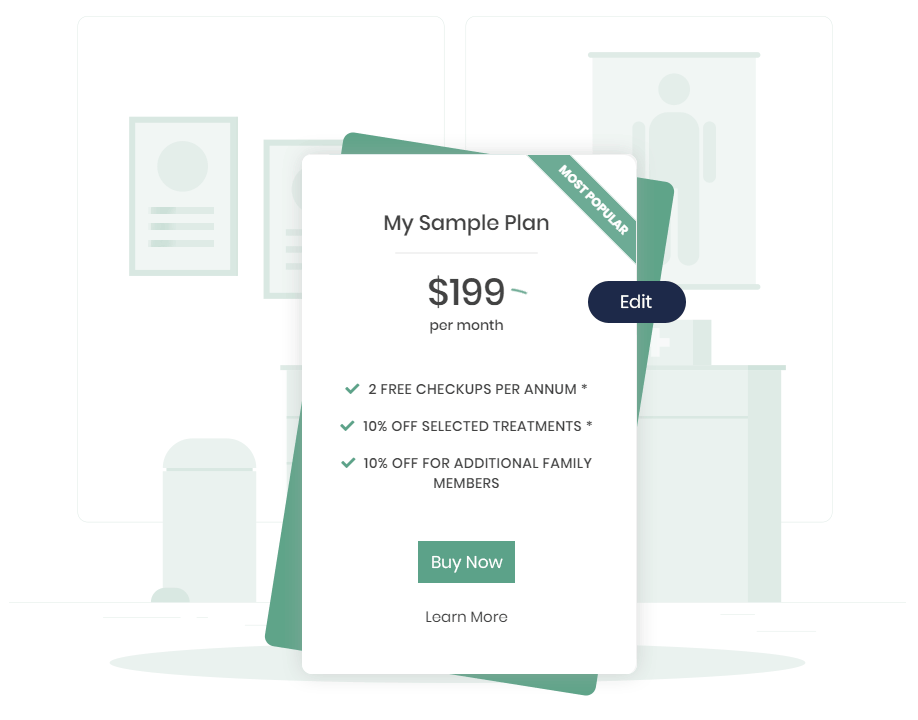 MOST POPULAR
My Sample Plan
$199
per month
Edit
2 FREE CHECKUPS PER ANNUM *
10% OFF SELECTED TREATMENTS *
10% OFF FOR ADDITIONAL FAMILY
MEMBERS
Buy Now
Learn More